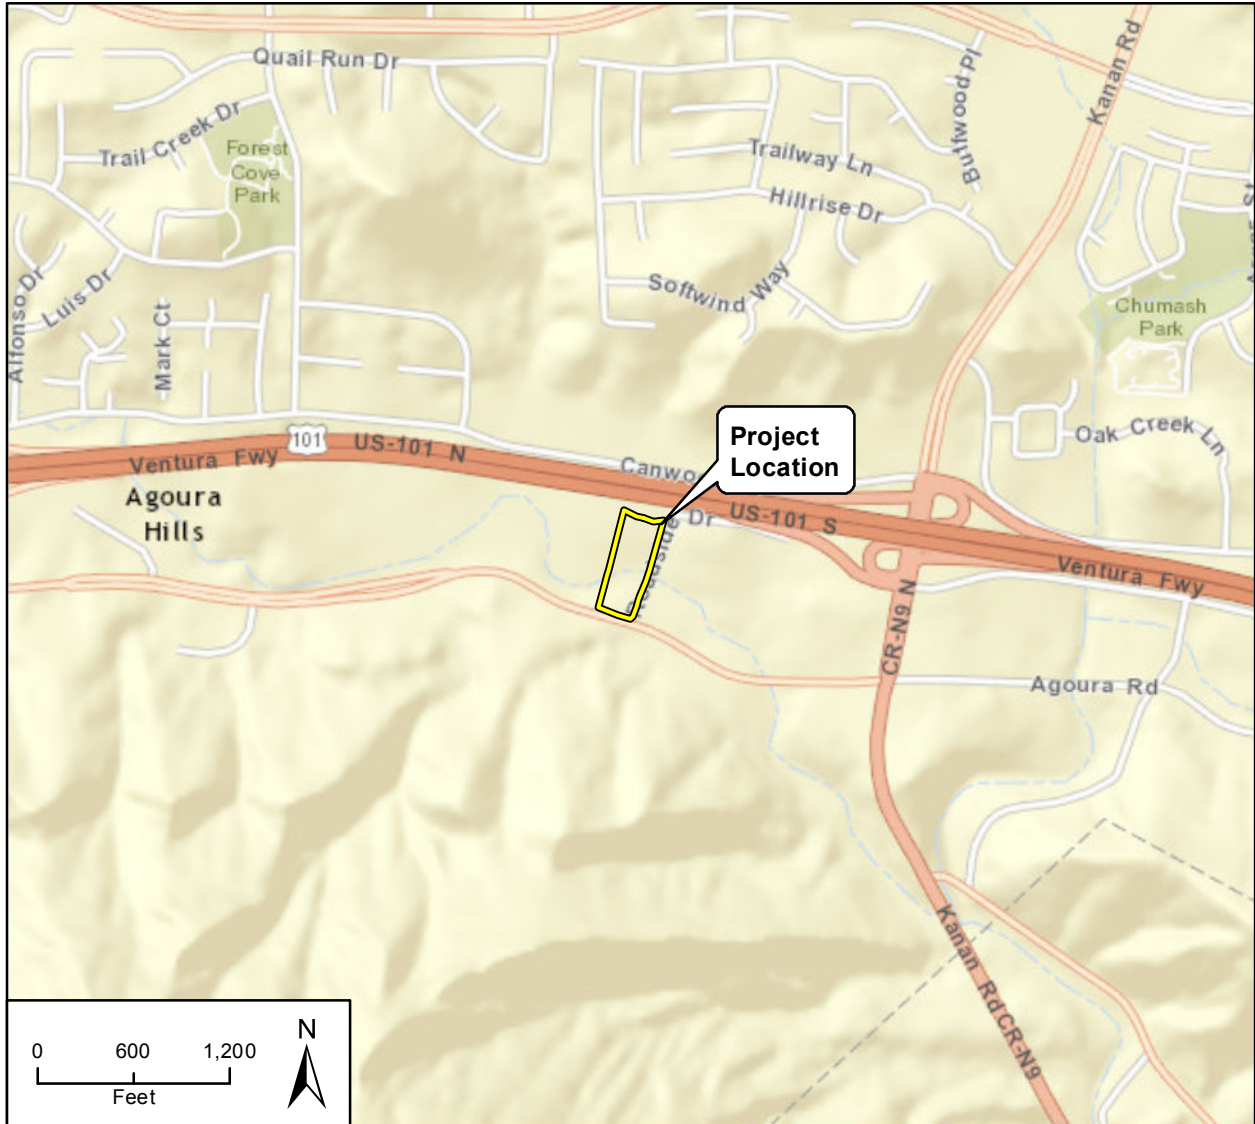 Quail Run Dr
Kanan Rd
Buffwood Pl
Trail Creek Dr
Forest
Cove
Park
Trailway Ln
Hillrise Dr
Softwind Way
Alfonso Dr
Luis Dr
Mark Ct
Chumash
Park
Oak Creek Ln
Project
Location
101
US-101 N
Ventura Fwy
Agoura
Hills
Dr
US-101 S
Roadside
Ventura Fwy
CR-N9 N
Agoura Rd
Kanan Rd
CR-N9
0 600 1,200
Feet
N